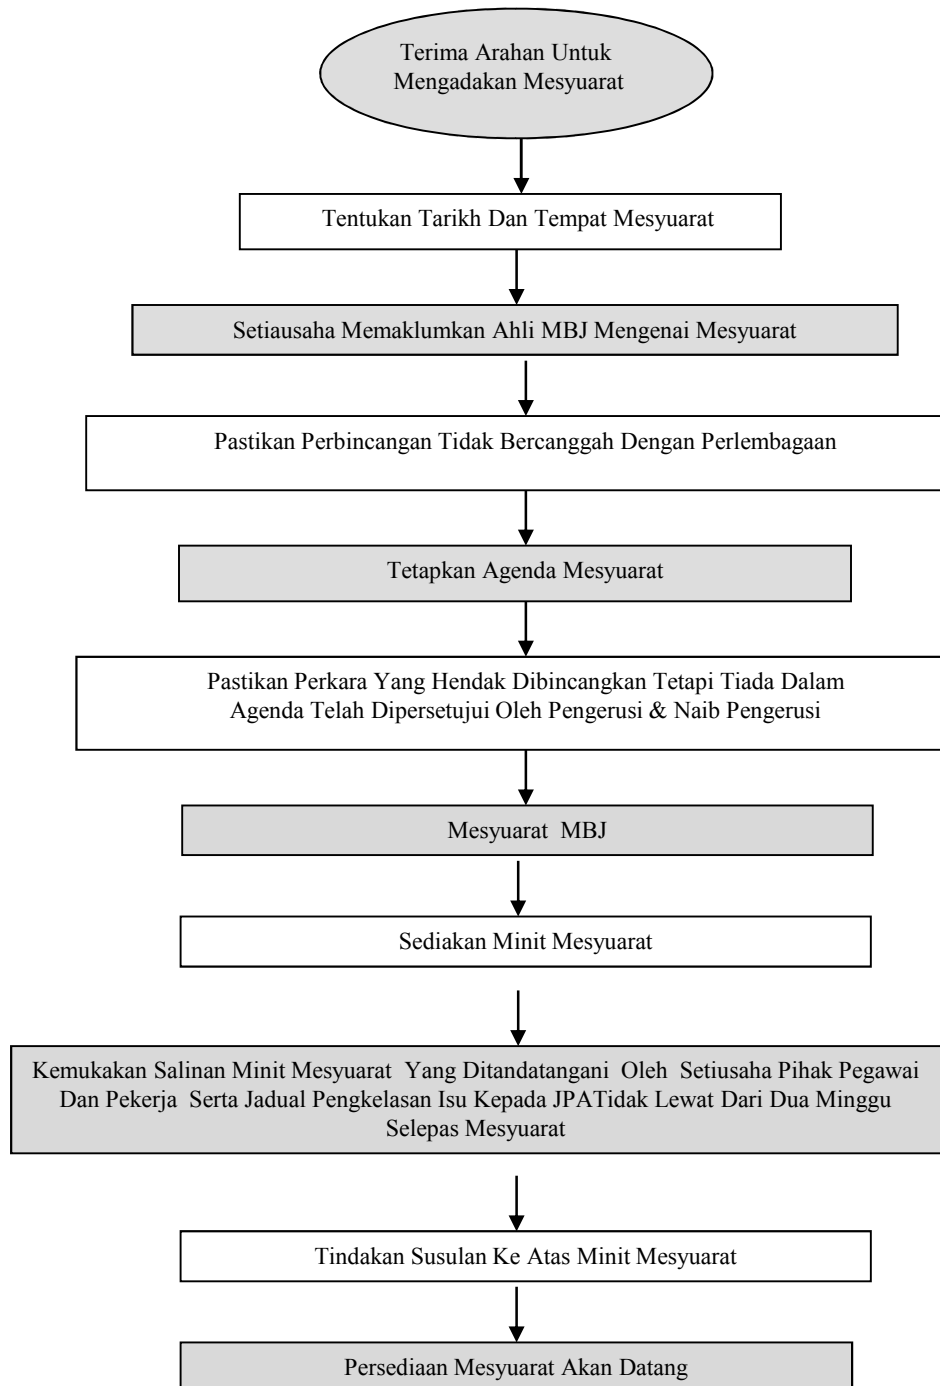 Terima Arahan Untuk
Mengadakan Mesyuarat
Tentukan Tarikh Dan Tempat Mesyuarat
Setiausaha Memaklumkan Ahli MBJ Mengenai Mesyuarat
Pastikan Perbincangan Tidak Bercanggah Dengan Perlembagaan
Tetapkan Agenda Mesyuarat
Pastikan Perkara Yang Hendak Dibincangkan Tetapi Tiada Dalam
Agenda Telah Dipersetujui Oleh Pengerusi & Naib Pengerusi
Mesyuarat MBJ
Sediakan Minit Mesyuarat
Kemukakan Salinan Minit Mesyuarat Yang Ditandatangani Oleh Setiusaha Pihak Pegawai
Dan Pekerja Serta Jadual Pengkelasan Isu Kepada JPATidak Lewat Dari Dua Minggu
Selepas Mesyuarat
Tindakan Susulan Ke Atas Minit Mesyuarat
Persediaan Mesyuarat Akan Datang